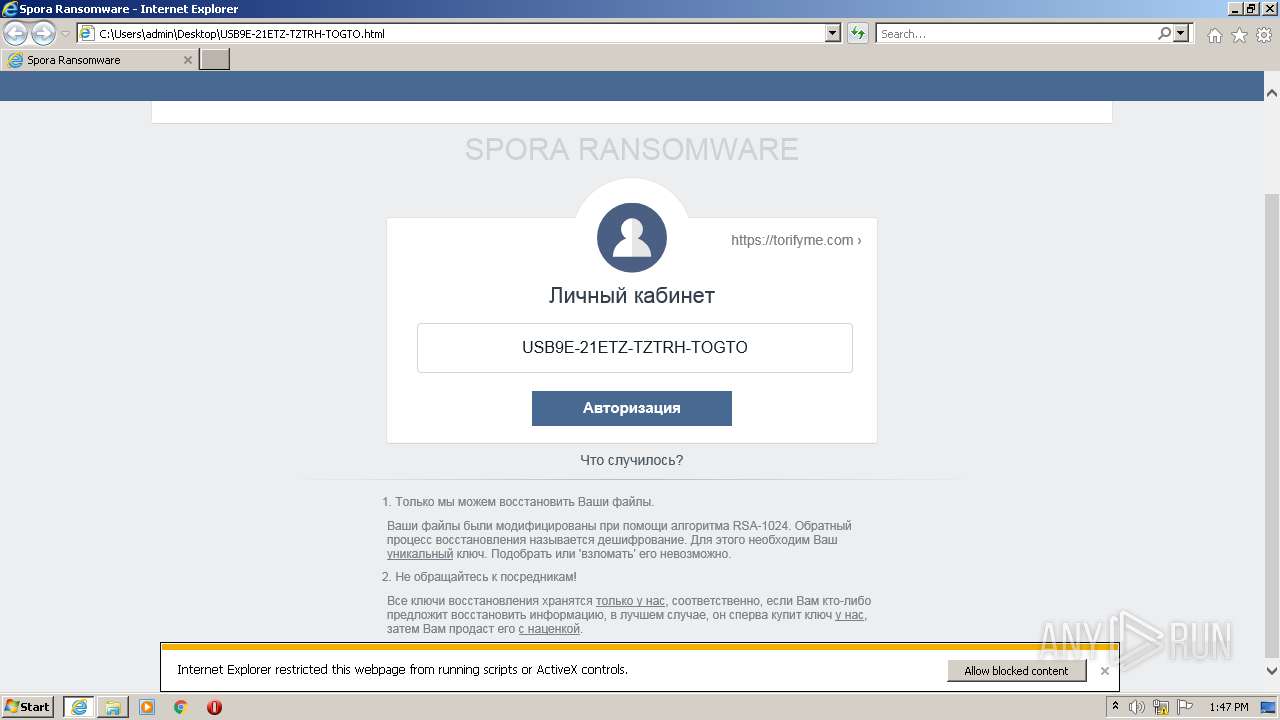 Spora Ransomware - Internet Explorer
C:\Users\admin\Desktop\USB9E-21ETZ-TZTRH-TOGTO.html
Search...
Spora Ransomware
SPORA RANSOMWARE
https://torifyme.com ›
Личный кабинет
USB9E-21ETZ-TZTRH-TOGTO
Авторизация
Что случилось?
1. Только мы можем восстановить Ваши файлы.
Ваши файлы были модифицированы при помощи алгоритма RSA-1024. Обратный
процесс восстановления называется дешифрование. Для этого необходим Ваш
уникальный ключ. Подобрать или 'взломать' его невозможно.
2. Не обращайтесь к посредникам!
Все ключи восстановления хранятся только у нас, соответственно, если Вам кто-либо
предложит восстановить информацию, в лучшем случае, он сперва купит ключ у нас,
затем Вам продаст его с наценкой.
ANY RUN
Internet Explorer restricted this webpage from running scripts or ActiveX controls.
Allow blocked content
Start
1:47 PM